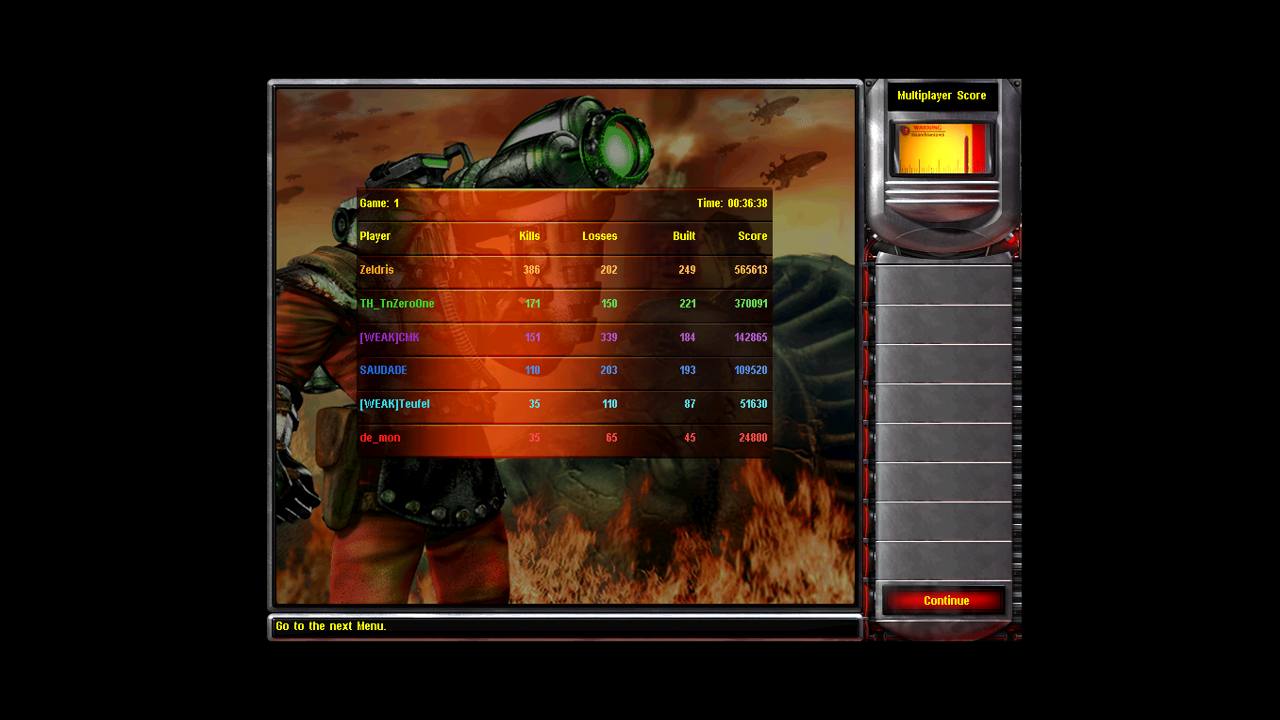 Multiplayer Score
WARNING
Game: 1 Time: 00:36:38
Player Kills Losses Built Score
Zeldris 386 202 249 565613
TH_TnZeroOne 171 150 221 370091
[WEAK]CMK 151 339 184 142865
SAUDADE 110 203 193 109520
[WEAK]Teufel 35 110 87 51630
de_mon 35 65 45 24800
Continue
Go to the next Menu.